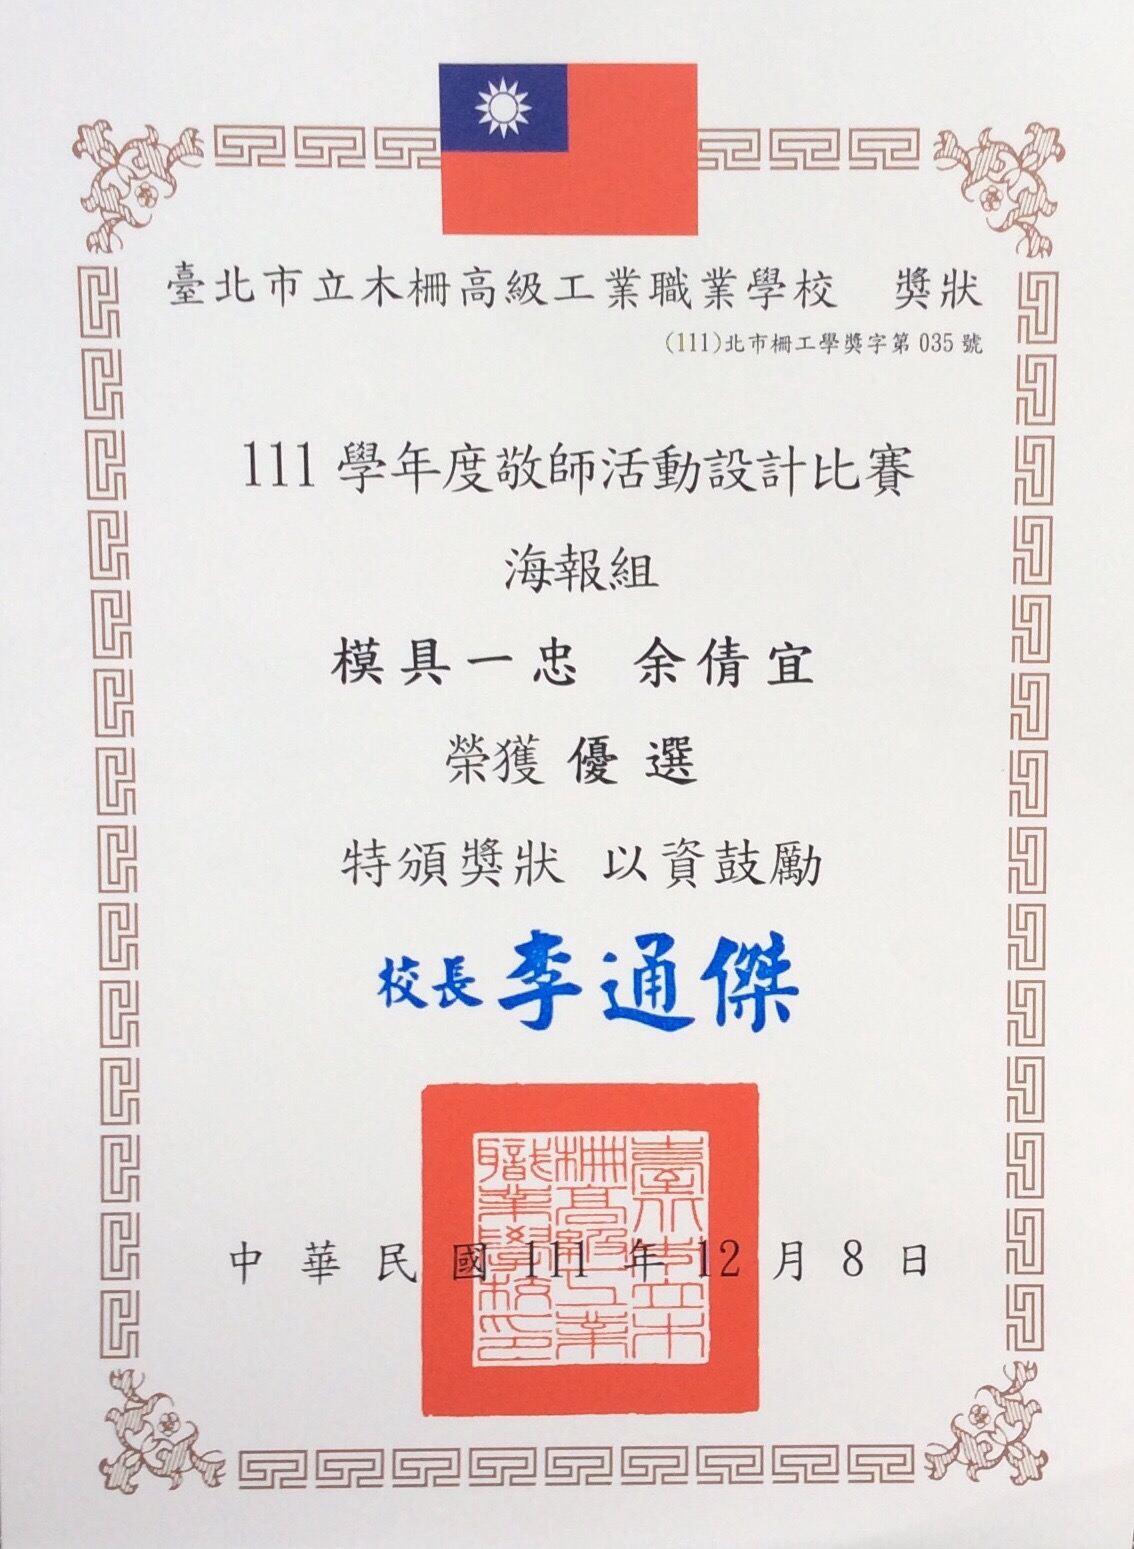 臺北市立木柵高級工業職業學校 獎狀
(111)北市柵工學獎字第 035 號
111 學年度敬師活動設計比賽
海報組
模具一忠 余倩宜
榮獲 優選
特頒獎狀 以資鼓勵
校長 李通傑
中華民國 111 年 12 月 8 日
臺北市立木
柵高級工業
職業學校印